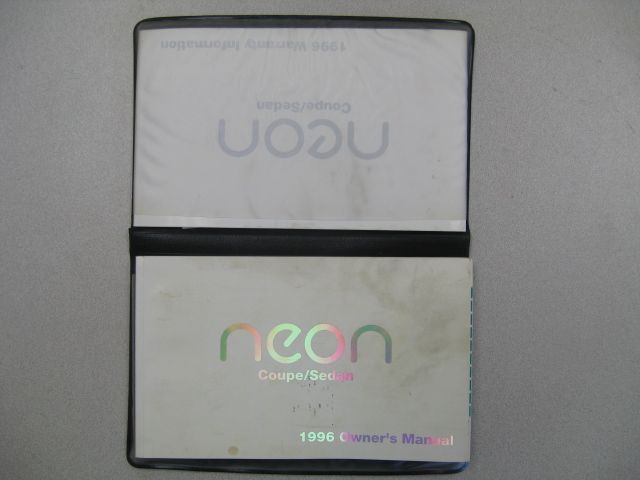 1996 Warranty Information
Coupe/Sedan
neon
neon
Coupe/Sedan
1996 Owner's Manual